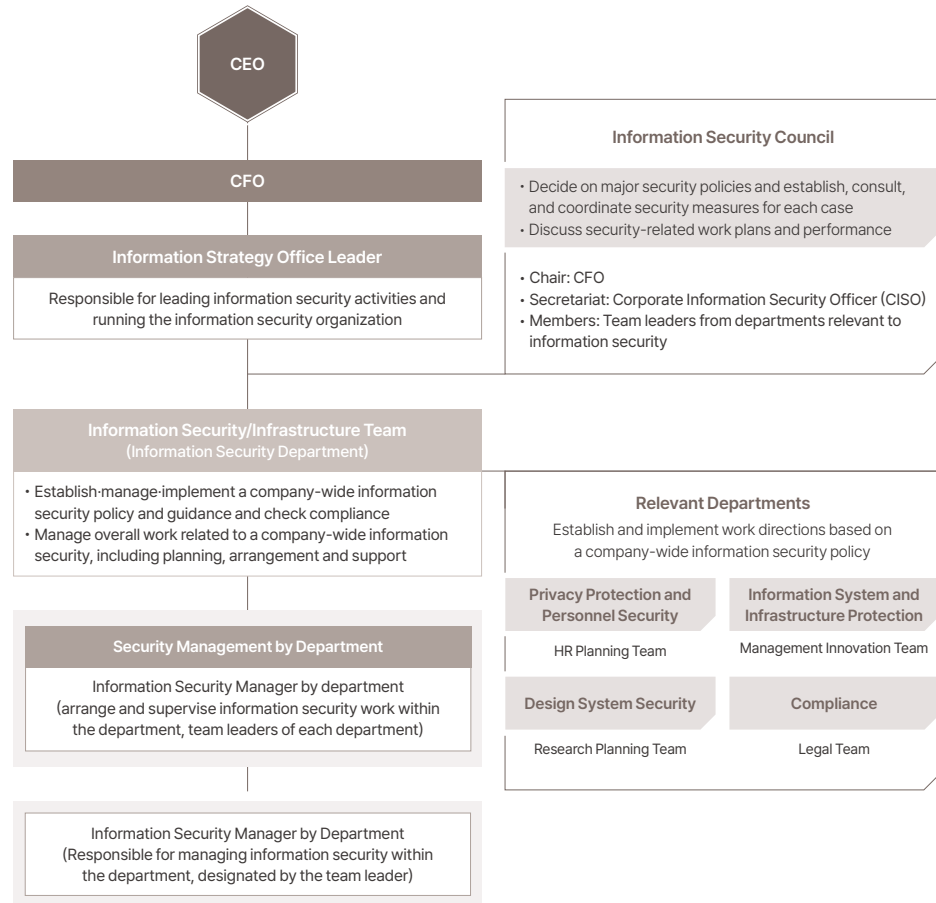 CEO
CFO
Information Strategy Office Leader
Responsible for leading information security activities and
running the information security organization
Information Security Council
• Decide on major security policies and establish, consult,
and coordinate security measures for each case
• Discuss security-related work plans and performance
• Chair: CFO
• Secretariat: Corporate Information Security Officer (CISO)
• Members: Team leaders from departments relevant to
information security
Information Security/Infrastructure Team
(Information Security Department)
• Establish·manage·implement a company-wide information
security policy and guidance and check compliance
• Manage overall work related to a company-wide information
security, including planning, arrangement and support
Relevant Departments
Establish and implement work directions based on
a company-wide information security policy
Privacy Protection and
Personnel Security
HR Planning Team
Information System and
Infrastructure Protection
Management Innovation Team
Design System Security
Research Planning Team
Compliance
Legal Team
Security Management by Department
Information Security Manager by department
(arrange and supervise information security work within
the department, team leaders of each department)
Information Security Manager by Department
(Responsible for managing information security within
the department, designated by the team leader)